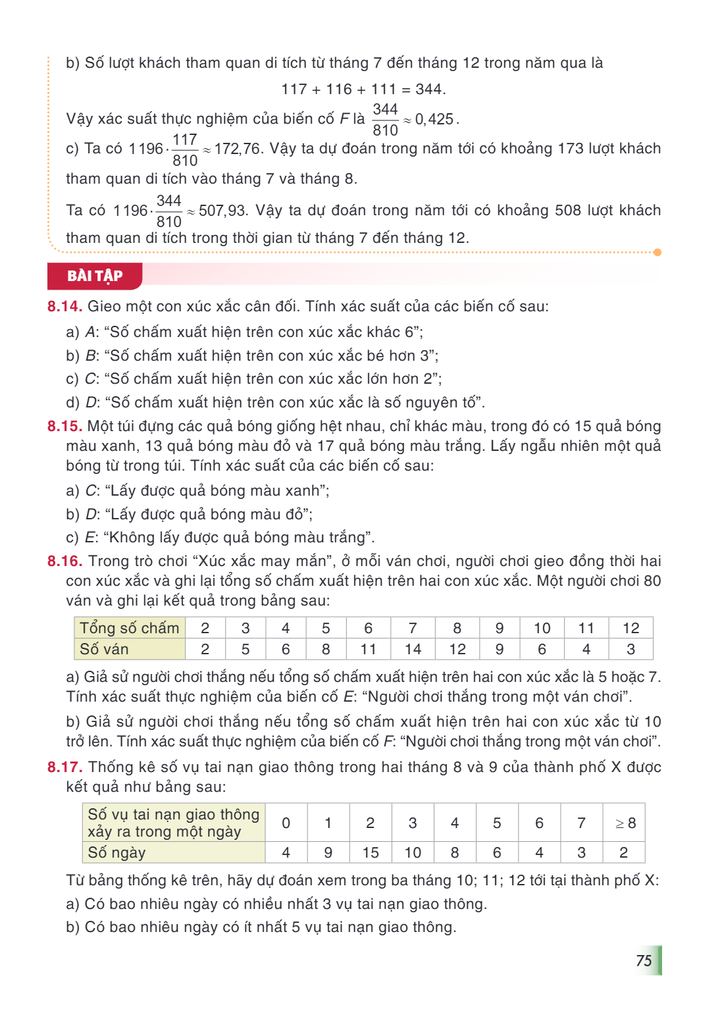 b) Số lượt khách tham quan di tích từ tháng 7 đến tháng 12 trong năm qua là
117 + 116 + 111 = 344.
Vậy xác suất thực nghiệm của biến cố F là 344/810 ≈ 0,425.
c) Ta có 1 196 · 117/810 ≈ 172,76. Vậy ta dự đoán trong năm tới có khoảng 173 lượt khách
tham quan di tích vào tháng 7 và tháng 8.
Ta có 1 196 · 344/810 ≈ 507,93. Vậy ta dự đoán trong năm tới có khoảng 508 lượt khách
tham quan di tích trong thời gian từ tháng 7 đến tháng 12.
BÀI TẬP
8.14. Gieo một con xúc xắc cân đối. Tính xác suất của các biến cố sau:
a) A: “Số chấm xuất hiện trên con xúc xắc khác 6”;
b) B: “Số chấm xuất hiện trên con xúc xắc bé hơn 3”;
c) C: “Số chấm xuất hiện trên con xúc xắc lớn hơn 2”;
d) D: “Số chấm xuất hiện trên con xúc xắc là số nguyên tố”.
8.15. Một túi đựng các quả bóng giống hệt nhau, chỉ khác màu, trong đó có 15 quả bóng
màu xanh, 13 quả bóng màu đỏ và 17 quả bóng màu trắng. Lấy ngẫu nhiên một quả
bóng từ trong túi. Tính xác suất của các biến cố sau:
a) C: “Lấy được quả bóng màu xanh”;
b) D: “Lấy được quả bóng màu đỏ”;
c) E: “Không lấy được quả bóng màu trắng”.
8.16. Trong trò chơi “Xúc xắc may mắn”, ở mỗi ván chơi, người chơi gieo đồng thời hai
con xúc xắc và ghi lại tổng số chấm xuất hiện trên hai con xúc xắc. Một người chơi 80
ván và ghi lại kết quả trong bảng sau:
Tổng số chấm 2 3 4 5 6 7 8 9 10 11 12
Số ván 2 5 6 8 11 14 12 9 6 4 3
a) Giả sử người chơi thắng nếu tổng số chấm xuất hiện trên hai con xúc xắc là 5 hoặc 7.
Tính xác suất thực nghiệm của biến cố E: “Người chơi thắng trong một ván chơi”.
b) Giả sử người chơi thắng nếu tổng số chấm xuất hiện trên hai con xúc xắc từ 10
trở lên. Tính xác suất thực nghiệm của biến cố F: “Người chơi thắng trong một ván chơi”.
8.17. Thống kê số vụ tai nạn giao thông trong hai tháng 8 và 9 của thành phố X được
kết quả như bảng sau:
Số vụ tai nạn giao thông
xảy ra trong một ngày 0 1 2 3 4 5 6 7 ≥ 8
Số ngày 4 9 15 10 8 6 4 3 2
Từ bảng thống kê trên, hãy dự đoán xem trong ba tháng 10; 11; 12 tới tại thành phố X:
a) Có bao nhiêu ngày có nhiều nhất 3 vụ tai nạn giao thông.
b) Có bao nhiêu ngày có ít nhất 5 vụ tai nạn giao thông.
75